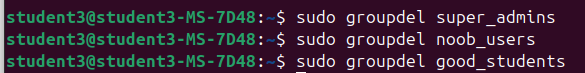 student3@student3-MS-7D48:~$ sudo groupdel super_admins
student3@student3-MS-7D48:~$ sudo groupdel noob_users
student3@student3-MS-7D48:~$ sudo groupdel good_students